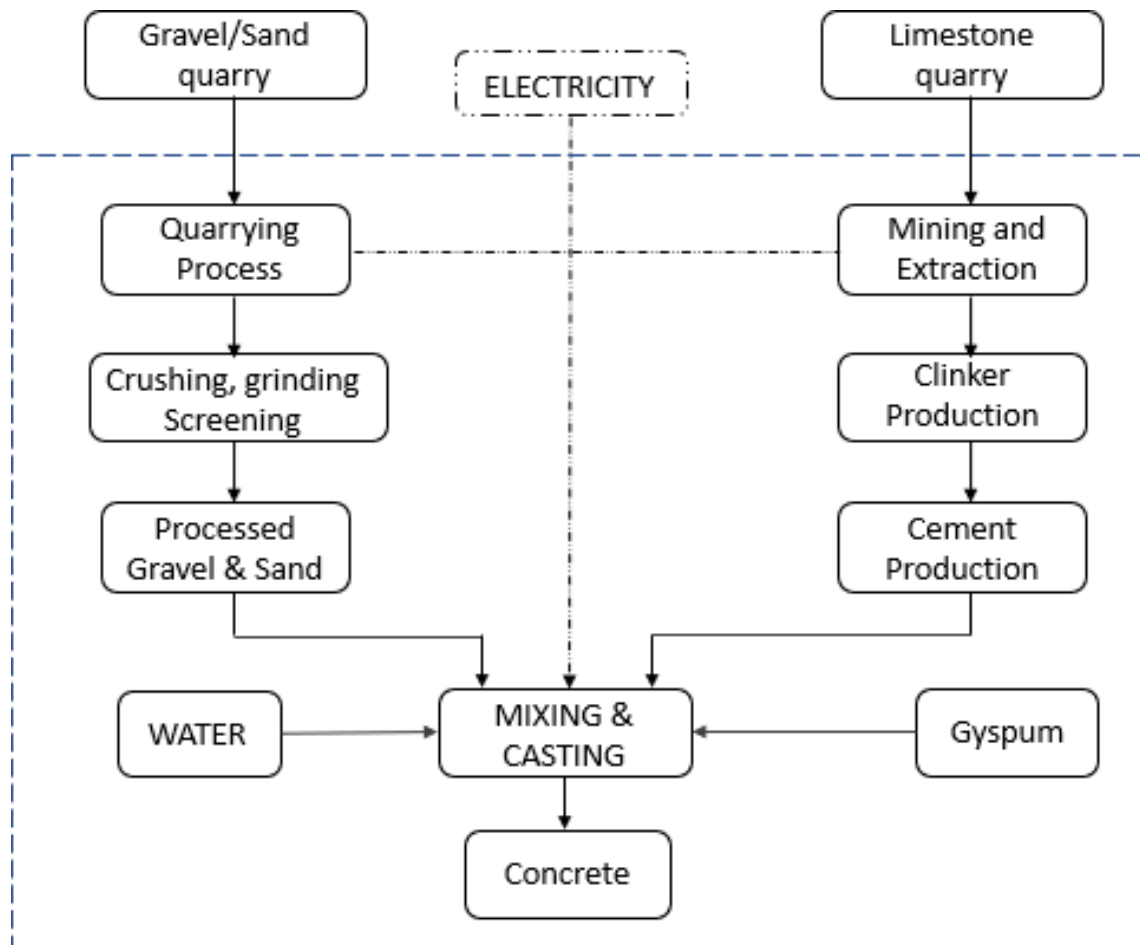 Gravel/Sand
quarry
ELECTRICITY
Limestone
quarry
Quarrying
Process
Mining and
Extraction
Crushing, grinding
Screening
Clinker
Production
Processed
Gravel & Sand
Cement
Production
WATER
MIXING &
CASTING
Gyspum
Concrete